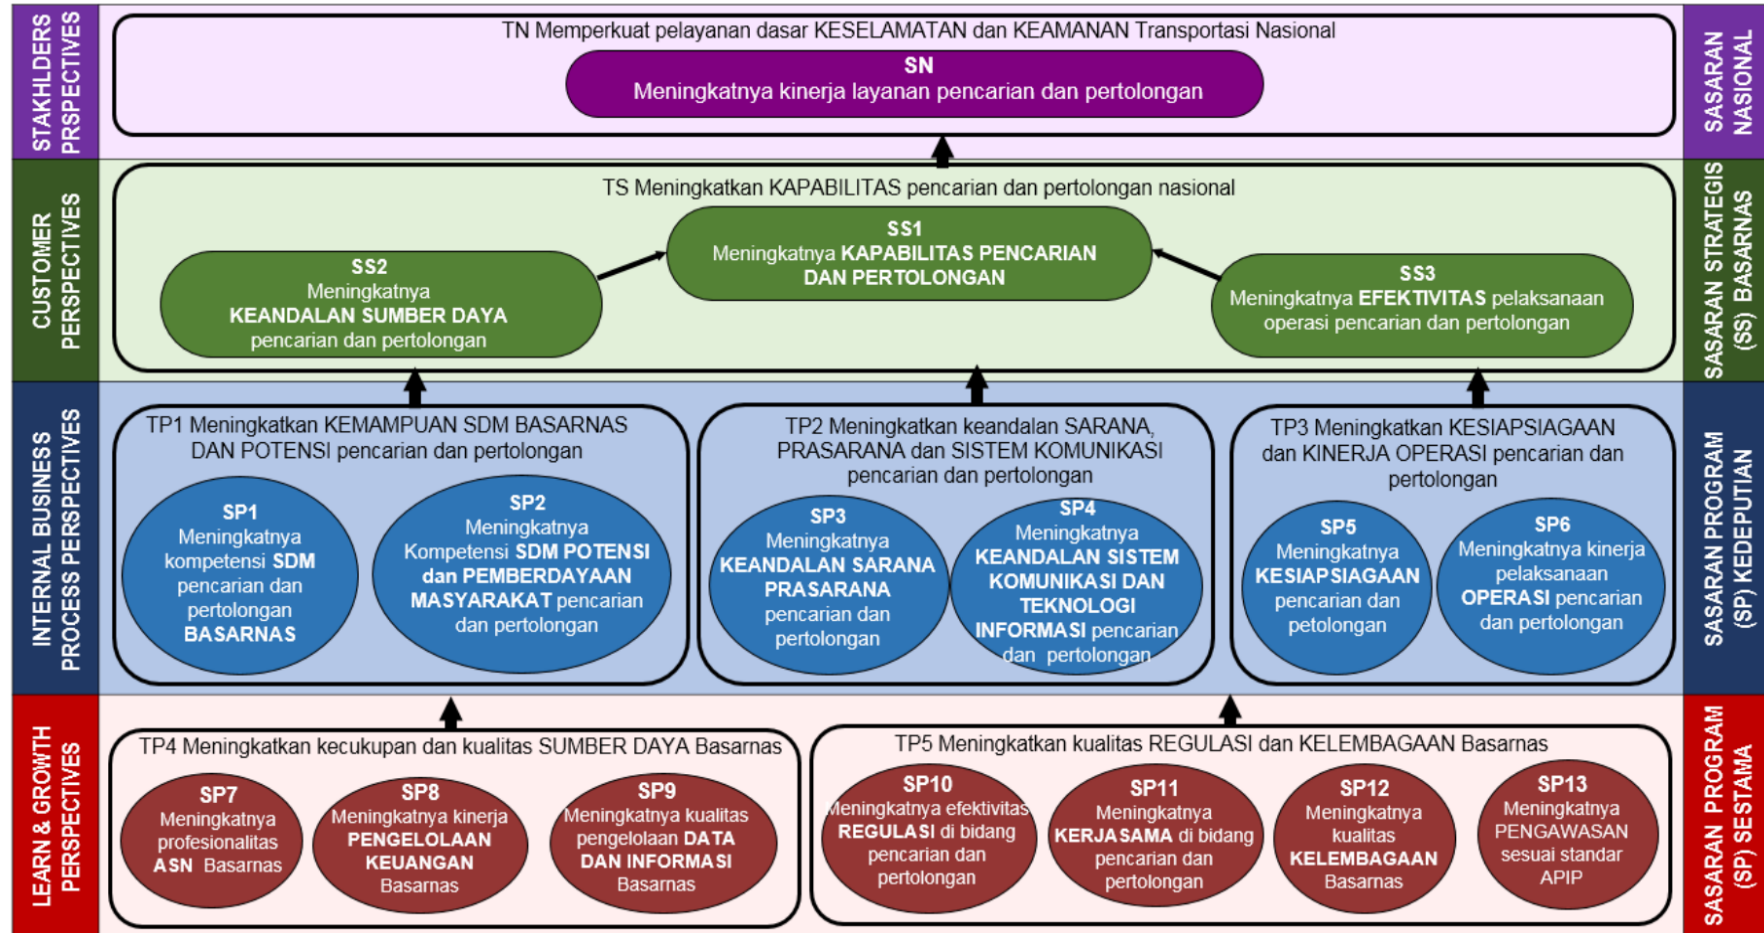 STAKHLDERS
PRSPECTIVES
TN Memperkuat pelayanan dasar KESELAMATAN dan KEAMANAN Transportasi Nasional
SN
Meningkatnya kinerja layanan pencarian dan pertolongan
SASARAN
NASIONAL
CUSTOMER
PERSPECTIVES
TS Meningkatkan KAPABILITAS pencarian dan pertolongan nasional
SS1
Meningkatnya KAPABILITAS PENCARIAN
DAN PERTOLONGAN
SS2
Meningkatnya
KEANDALAN SUMBER DAYA
pencarian dan pertolongan
SS3
Meningkatnya EFEKTIVITAS pelaksanaan
operasi pencarian dan pertolongan
SASARAN STRATEGIS
(SS) BASARNAS
INTERNAL BUSINESS
PROCESS PERSPECTIVES
TP1 Meningkatkan KEMAMPUAN SDM BASARNAS
DAN POTENSI pencarian dan pertolongan
SP1
Meningkatnya
kompetensi SDM
pencarian dan
pertolongan
BASARNAS
SP2
Meningkatnya
Kompetensi SDM POTENSI
dan PEMBERDAYAAN
MASYARAKAT pencarian
dan pertolongan
TP2 Meningkatkan keandalan SARANA,
PRASARANA dan SISTEM KOMUNIKASI
pencarian dan pertolongan
SP3
Meningkatnya
KEANDALAN SARANA
PRASARANA
pencarian dan
pertolongan
SP4
Meningkatnya
KEANDALAN SISTEM
KOMUNIKASI DAN
TEKNOLOGI
INFORMASI pencarian
dan pertolongan
TP3 Meningkatkan KESIAPSIAGAAN
dan KINERJA OPERASI pencarian dan
pertolongan
SP5
Meningkatnya
KESIAPSIAGAAN
pencarian dan
petolongan
SP6
Meningkatnya kinerja
pelaksanaan
OPERASI pencarian
dan pertolongan
SASARAN PROGRAM
(SP) KEDEPUTIAN
LEARN & GROWTH
PERSPECTIVES
TP4 Meningkatkan kecukupan dan kualitas SUMBER DAYA Basarnas
SP7
Meningkatnya
profesionalitas
ASN Basarnas
SP8
Meningkatnya kinerja
PENGELOLAAN
KEUANGAN
Basarnas
SP9
Meningkatnya kualitas
pengelolaan DATA
DAN INFORMASI
Basarnas
TP5 Meningkatkan kualitas REGULASI dan KELEMBAGAAN Basarnas
SP10
Meningkatnya efektivitas
REGULASI di bidang
pencarian dan
pertolongan
SP11
Meningkatnya
KERJASAMA di bidang
pencarian dan
pertolongan
SP12
Meningkatnya
kualitas
KELEMBAGAAN
Basarnas
SP13
Meningkatnya
PENGAWASAN
sesuai standar
APIP
SASARAN PROGRAM
(SP) SESTAMA